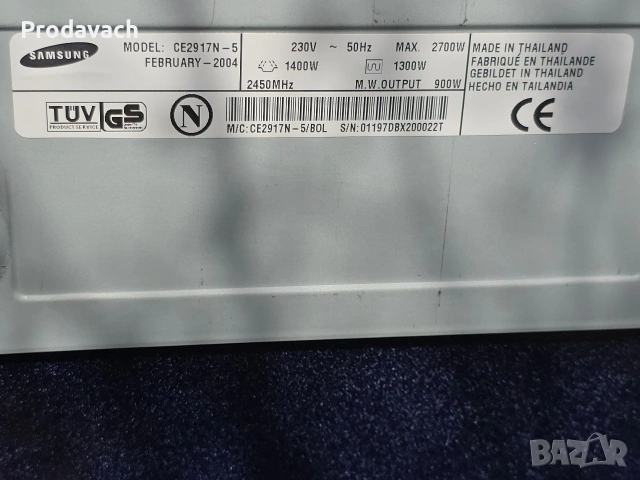 Prodavach
SAMSUNG
MODEL: CE2917N-5
FEBRUARY-2004
230V ~ 50Hz MAX. 2700W
1400W 1300W
2450MHz M.W.OUTPUT 900W
MADE IN THAILAND
FABRIQUÉ EN THAILANDE
GEBILDET IN THAILAND
HECHO EN TAILANDIA
TÜV
PRODUCT SERVICE
GS
N
M/C:CE2917N-5/BOL S/N:01197DBX200022T
CE
BAZAR